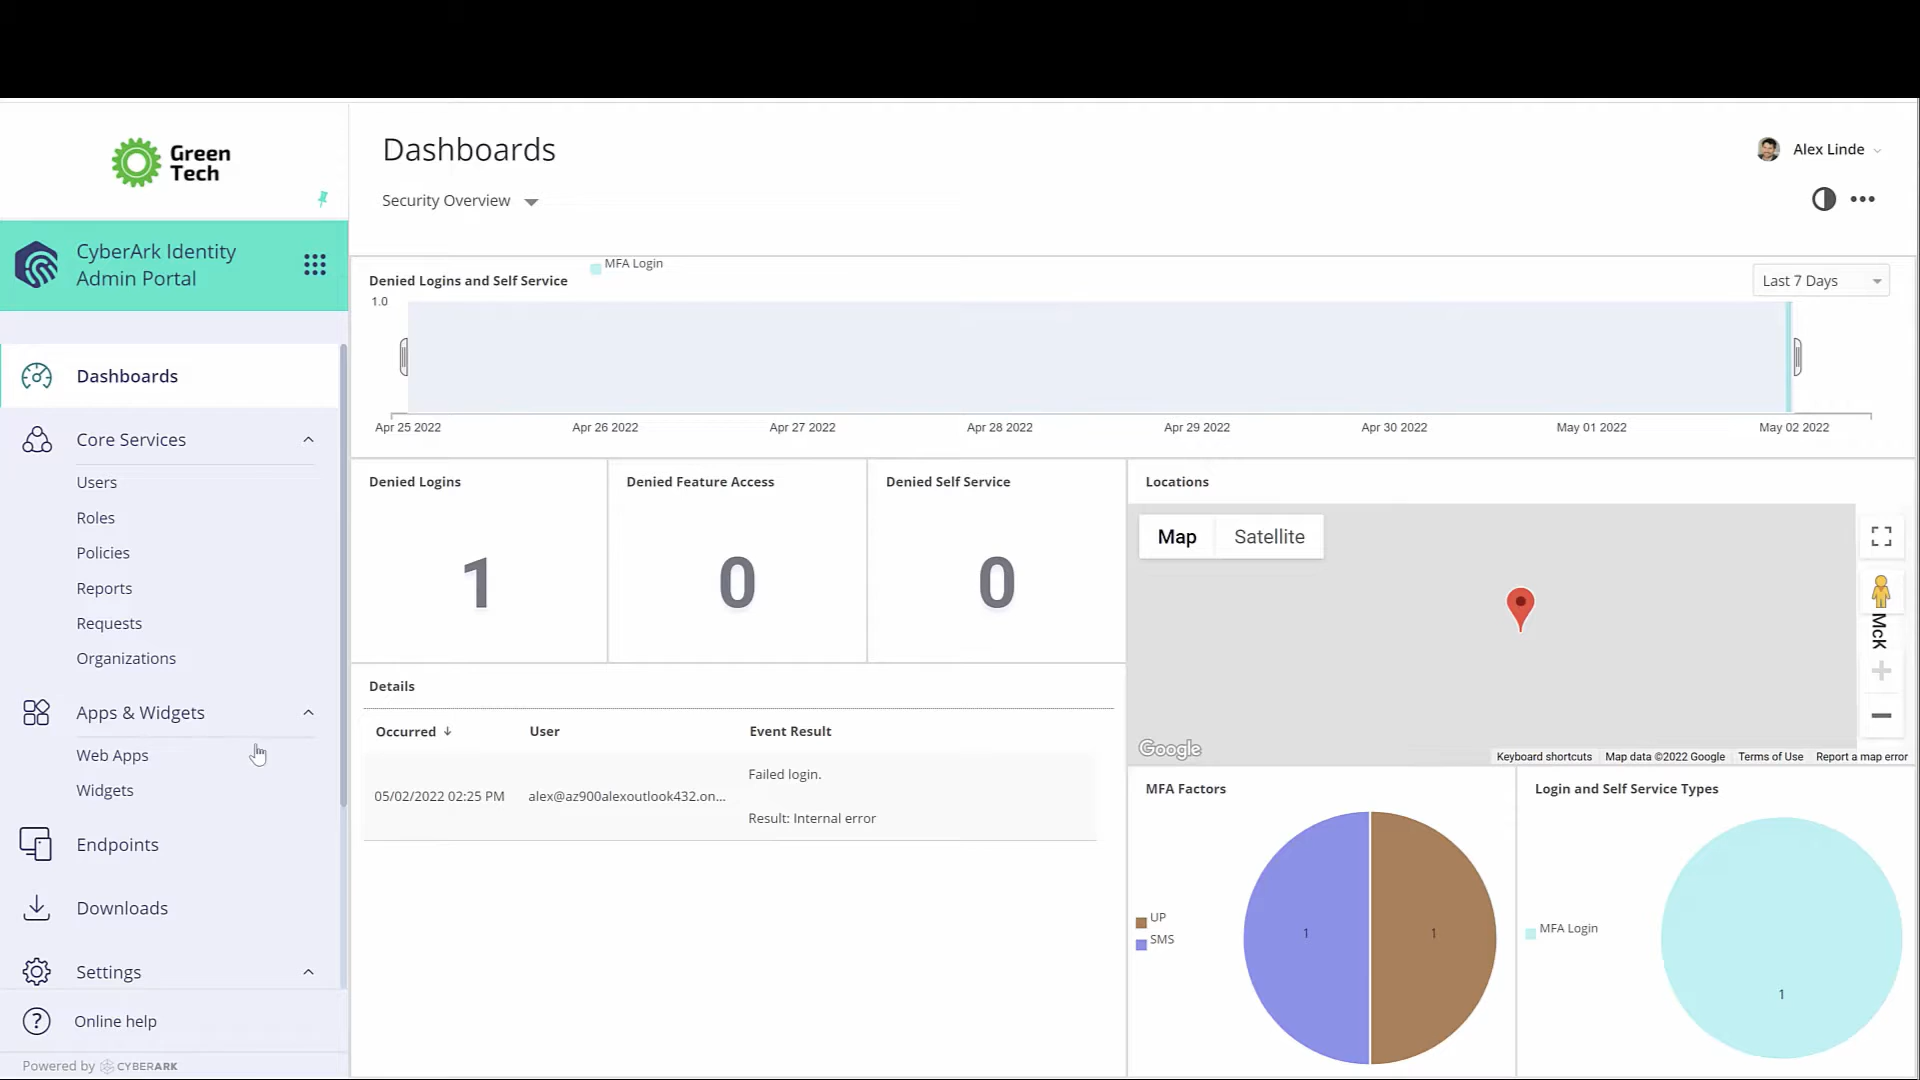 Green
Tech
CyberArk Identity
Admin Portal
Dashboards
Core Services
Users
Roles
Policies
Reports
Requests
Organizations
Apps & Widgets
Web Apps
Widgets
Endpoints
Downloads
Settings
? Online help
Powered by CYBERARK
Dashboards
Alex Linde
Security Overview
Denied Logins and Self Service
MFA Login
Last 7 Days
1.0
Apr 25 2022 Apr 26 2022 Apr 27 2022 Apr 28 2022 Apr 29 2022 Apr 30 2022 May 01 2022 May 02 2022
Denied Logins
1
Denied Feature Access
0
Denied Self Service
0
Locations
Map Satellite
McK
Google
Keyboard shortcuts Map data ©2022 Google Terms of Use Report a map error
Details
Occurred ↓ User Event Result
05/02/2022 02:25 PM alex@az900alexoutlook432.on... Failed login.
Result: Internal error
MFA Factors
UP
SMS
1 1
Login and Self Service Types
MFA Login
1